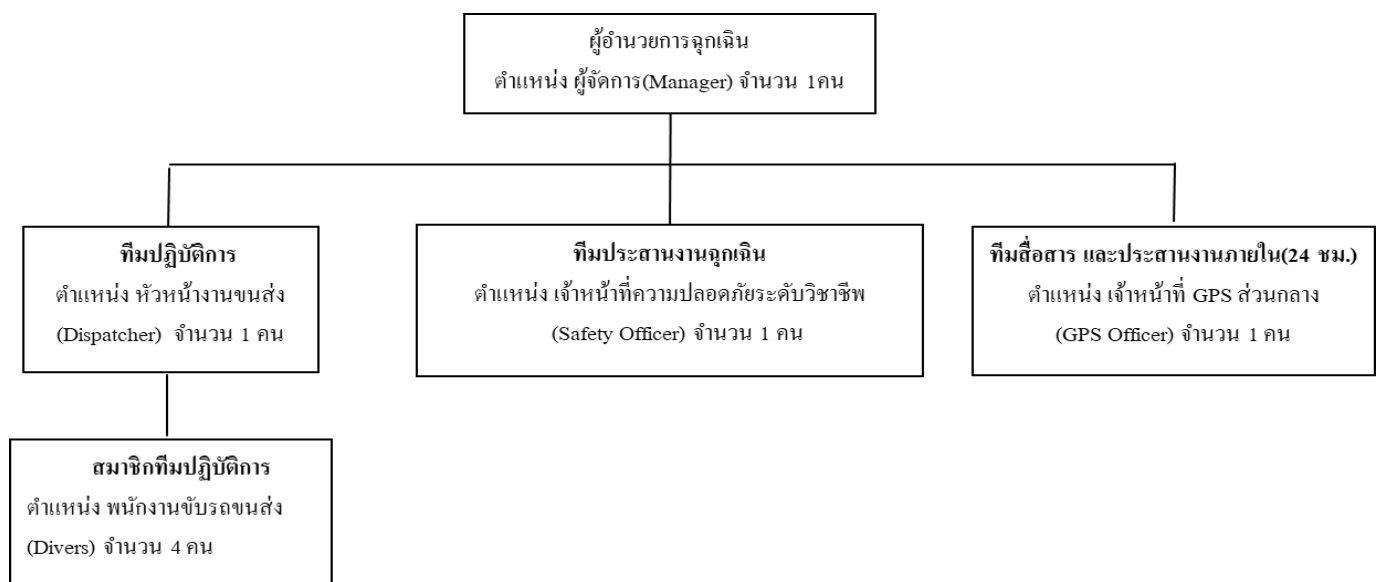 ผู้อำนวยการฉุกเฉิน
ตำแหน่ง ผู้จัดการ(Manager) จำนวน 1คน
ทีมปฏิบัติการ
ตำแหน่ง หัวหน้างานขนส่ง
(Dispatcher) จำนวน 1 คน
ทีมประสานงานฉุกเฉิน
ตำแหน่ง เจ้าหน้าที่ความปลอดภัยระดับวิชาชีพ
(Safety Officer) จำนวน 1 คน
ทีมสื่อสาร และประสานงานภายใน(24 ชม.)
ตำแหน่ง เจ้าหน้าที่ GPS ส่วนกลาง
(GPS Officer) จำนวน 1 คน
สมาชิกทีมปฏิบัติการ
ตำแหน่ง พนักงานขับรถขนส่ง
(Divers) จำนวน 4 คน